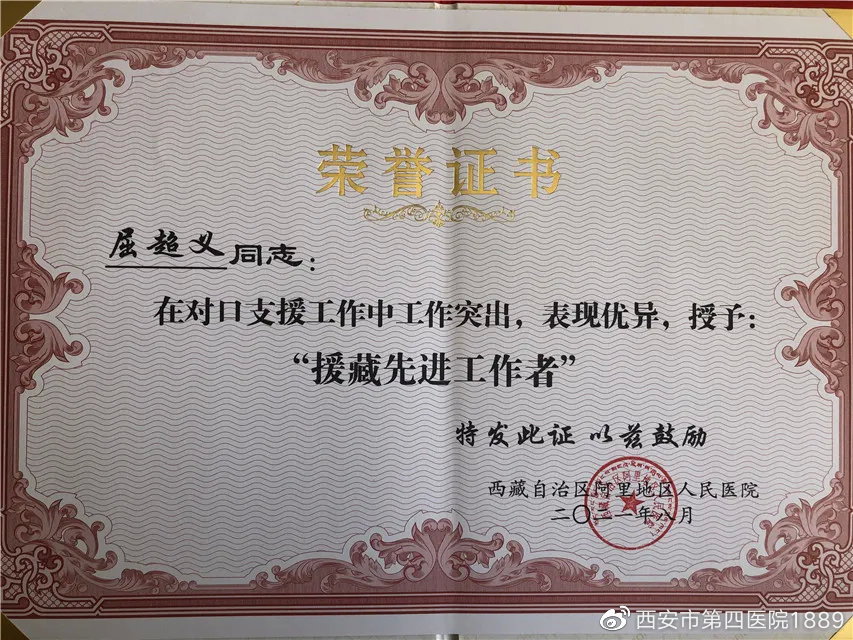 荣誉证书
屈超义同志：
在对口支援工作中工作突出，表现优异，授予：
“援藏先进工作者”
特发此证 以兹鼓励
西藏自治区阿里地区人民医院
二〇二一年八月
西安市第四医院1889